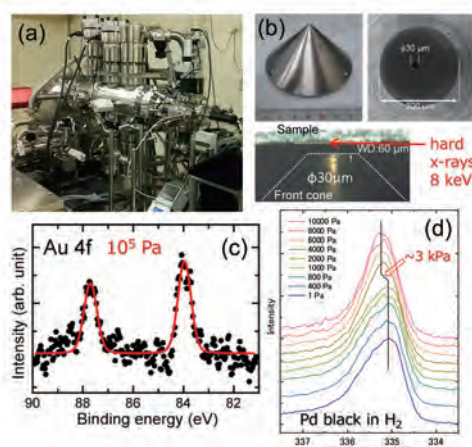 (a)
(b)
ϕ30 μm
Sample
WD:60 μm
ϕ30μm
Front cone
hard
x-rays
8 keV
Au 4f 10⁵ Pa (c)
Intensity (arb. unit)
90 88 86 84 82
Binding energy (eV)
(d)
10000 Pa
8000 Pa
6000 Pa
4000 Pa
2000 Pa
1000 Pa
800 Pa
400 Pa
1 Pa
~3 kPa
Intensity
Pd black in H₂
337 336 335 334